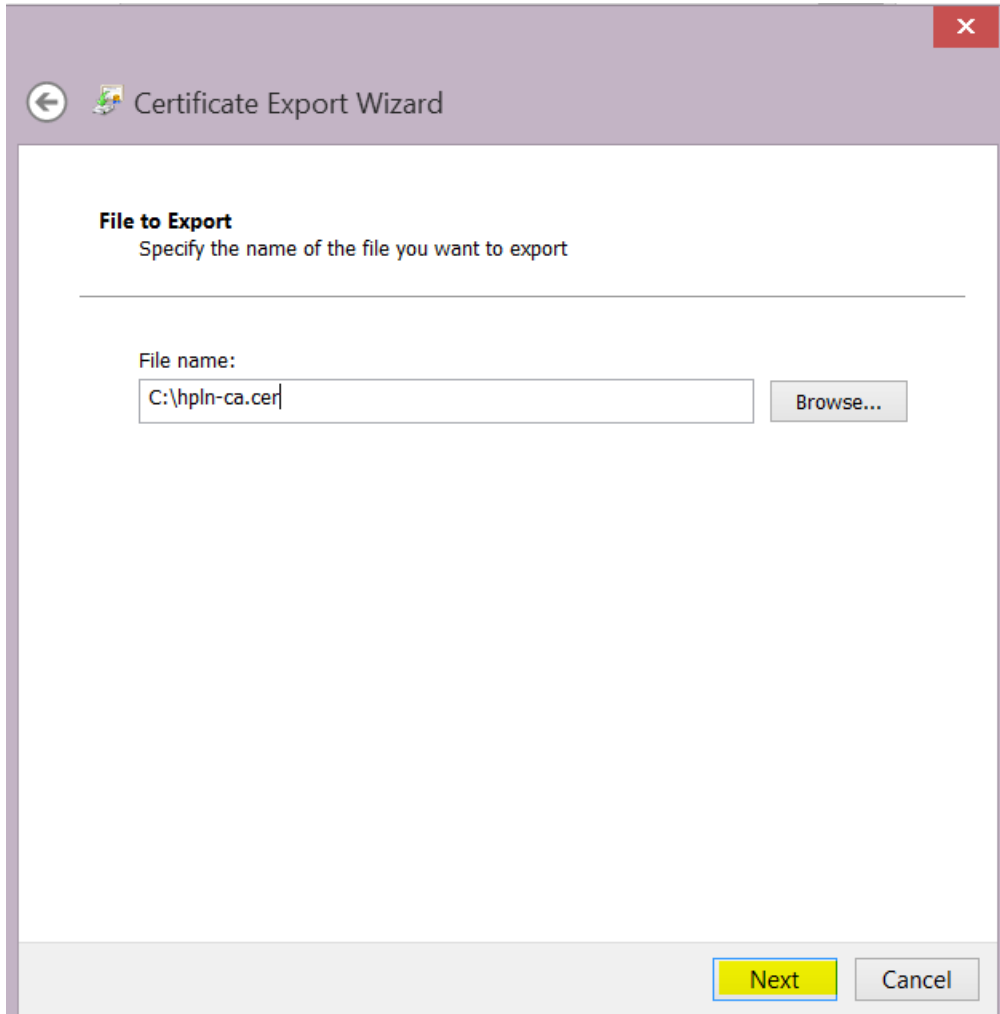 Certificate Export Wizard
File to Export
Specify the name of the file you want to export
File name:
C:\hpln-ca.cer
Browse...
Next
Cancel